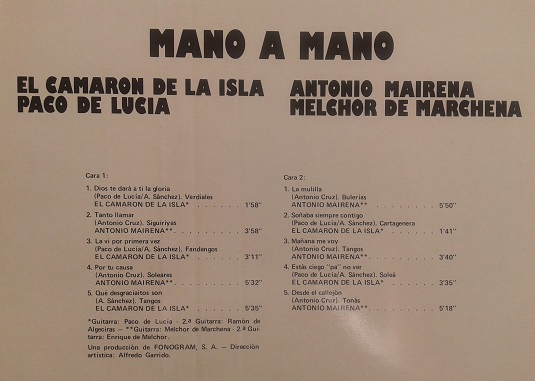 MANO A MANO
EL CAMARON DE LA ISLA
PACO DE LUCIA
ANTONIO MAIRENA
MELCHOR DE MARCHENA
Cara 1:
1. Dios te dará a ti la gloria
(Paco de Lucía/A. Sánchez). Verdiales
EL CAMARON DE LA ISLA* . . . . . . . 1'58"
2. Tanto llamar
(Antonio Cruz). Siguiriyas
ANTONIO MAIRENA** . . . . . . . . . 3'58"
3. La vi por primera vez
(Paco de Lucía/A. Sánchez). Fandangos
EL CAMARON DE LA ISLA* . . . . . . . 3'11"
4. Por tu causa
(Antonio Cruz). Soleares
ANTONIO MAIRENA** . . . . . . . . . 5'32"
5. Qué desgraciaítos son
(A. Sánchez). Tangos
EL CAMARON DE LA ISLA* . . . . . . . 5'35"
*Guitarra: Paco de Lucía - 2.ª Guitarra: Ramón de
Algeciras — **Guitarra: Melchor de Marchena - 2.ª Gui-
tarra: Enrique de Melchor.
Una producción de FONOGRAM, S. A. — Dirección
artística: Alfredo Garrido.
Cara 2:
1. La mulilla
(Antonio Cruz). Bulerías
ANTONIO MAIRENA** . . . . . . . . . 5'50"
2. Soñaba siempre contigo
(Paco de Lucía/A. Sánchez). Cartagenera
EL CAMARON DE LA ISLA* . . . . . . . 1'41"
3. Mañana me voy
(Antonio Cruz). Tangos
ANTONIO MAIRENA** . . . . . . . . . 3'40"
4. Estás ciego "pa" no ver
(Paco de Lucía/A. Sánchez). Soleá
EL CAMARON DE LA ISLA* . . . . . . . 3'35"
5. Desde el callejón
(Antonio Cruz). Tonás
ANTONIO MAIRENA** . . . . . . . . . 5'18"